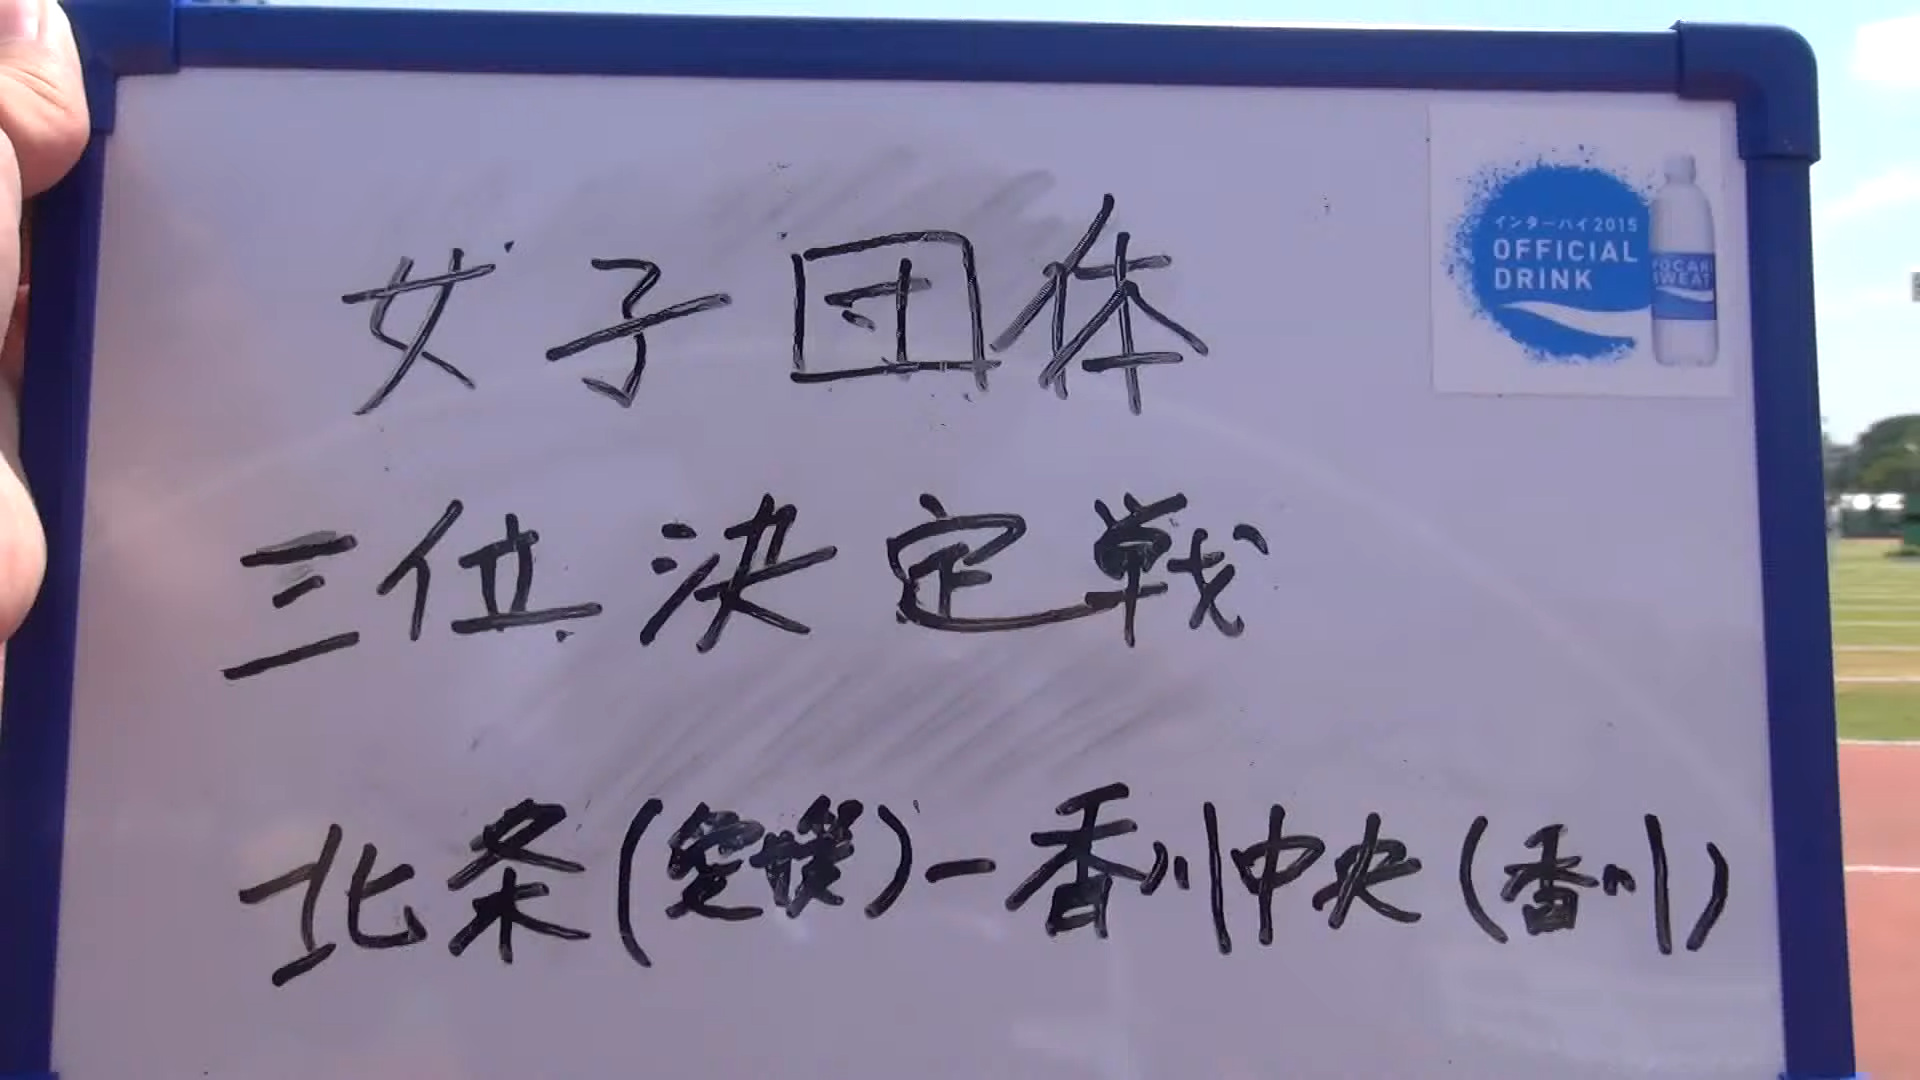 女子団体
三位決定戦
北条(愛媛)-香川中央(香川)
インターハイ2015
OFFICIAL
DRINK
POCARI
SWEAT